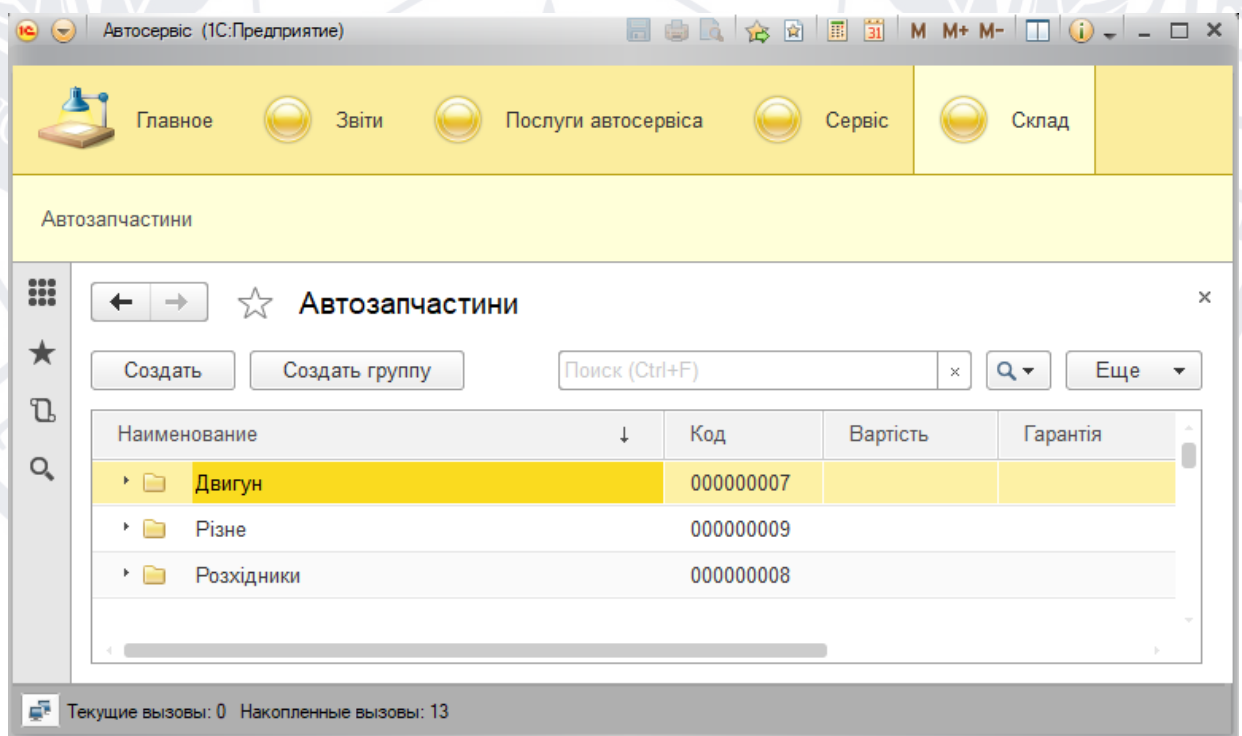 Автосервіс (1С:Предприятие)
31 M M+ M-
Главное Звіти Послуги автосервіса Сервіс Склад
Автозапчастини
Автозапчастини
Создать Создать группу Поиск (Ctrl+F) Еще
Наименование Код Вартість Гарантія
Двигун 000000007
Різне 000000009
Розхідники 000000008
Текущие вызовы: 0 Накопленные вызовы: 13